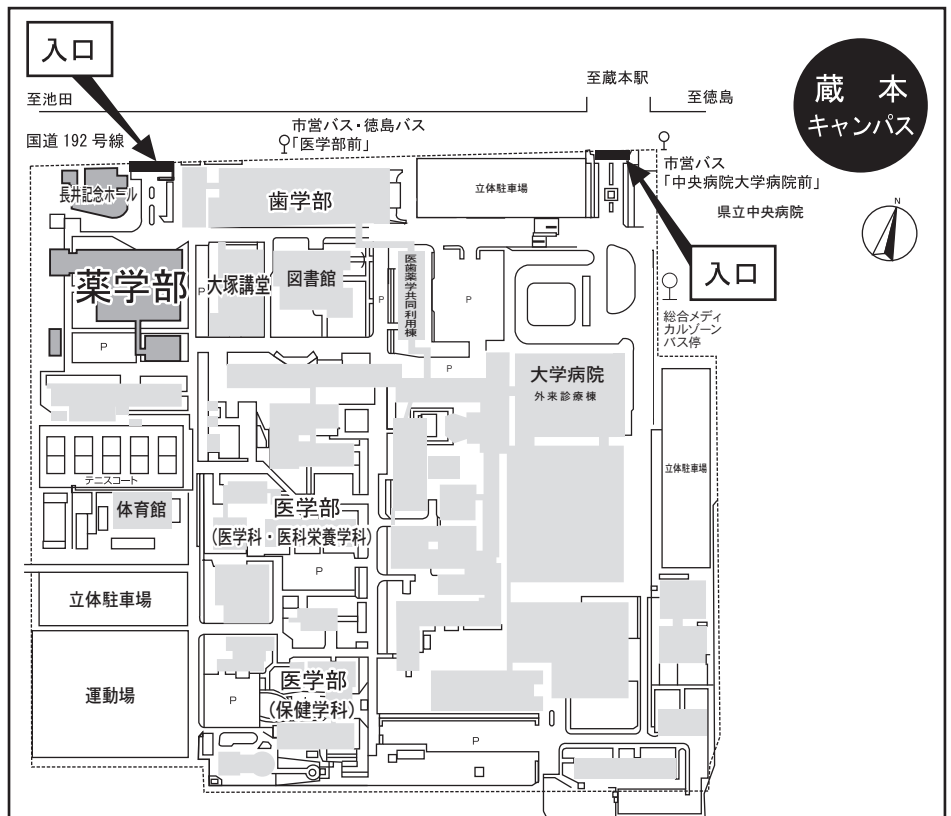 入口
至池田
国道192号線
市営バス・徳島バス
「医学部前」
至蔵本駅
至徳島
蔵 本
キャンパス
N
市営バス
「中央病院大学病院前」
県立中央病院
入口
総合メディ
カルゾーン
バス停
長井記念ホール
歯学部
立体駐車場
薬学部
P
大塚講堂
図書館
P
医歯薬学共同利用棟
P
P
P
大学病院
外来診療棟
テニスコート
体育館
医学部
(医学科・医科栄養学科)
P
立体駐車場
立体駐車場
運動場
医学部
(保健学科)
P
P